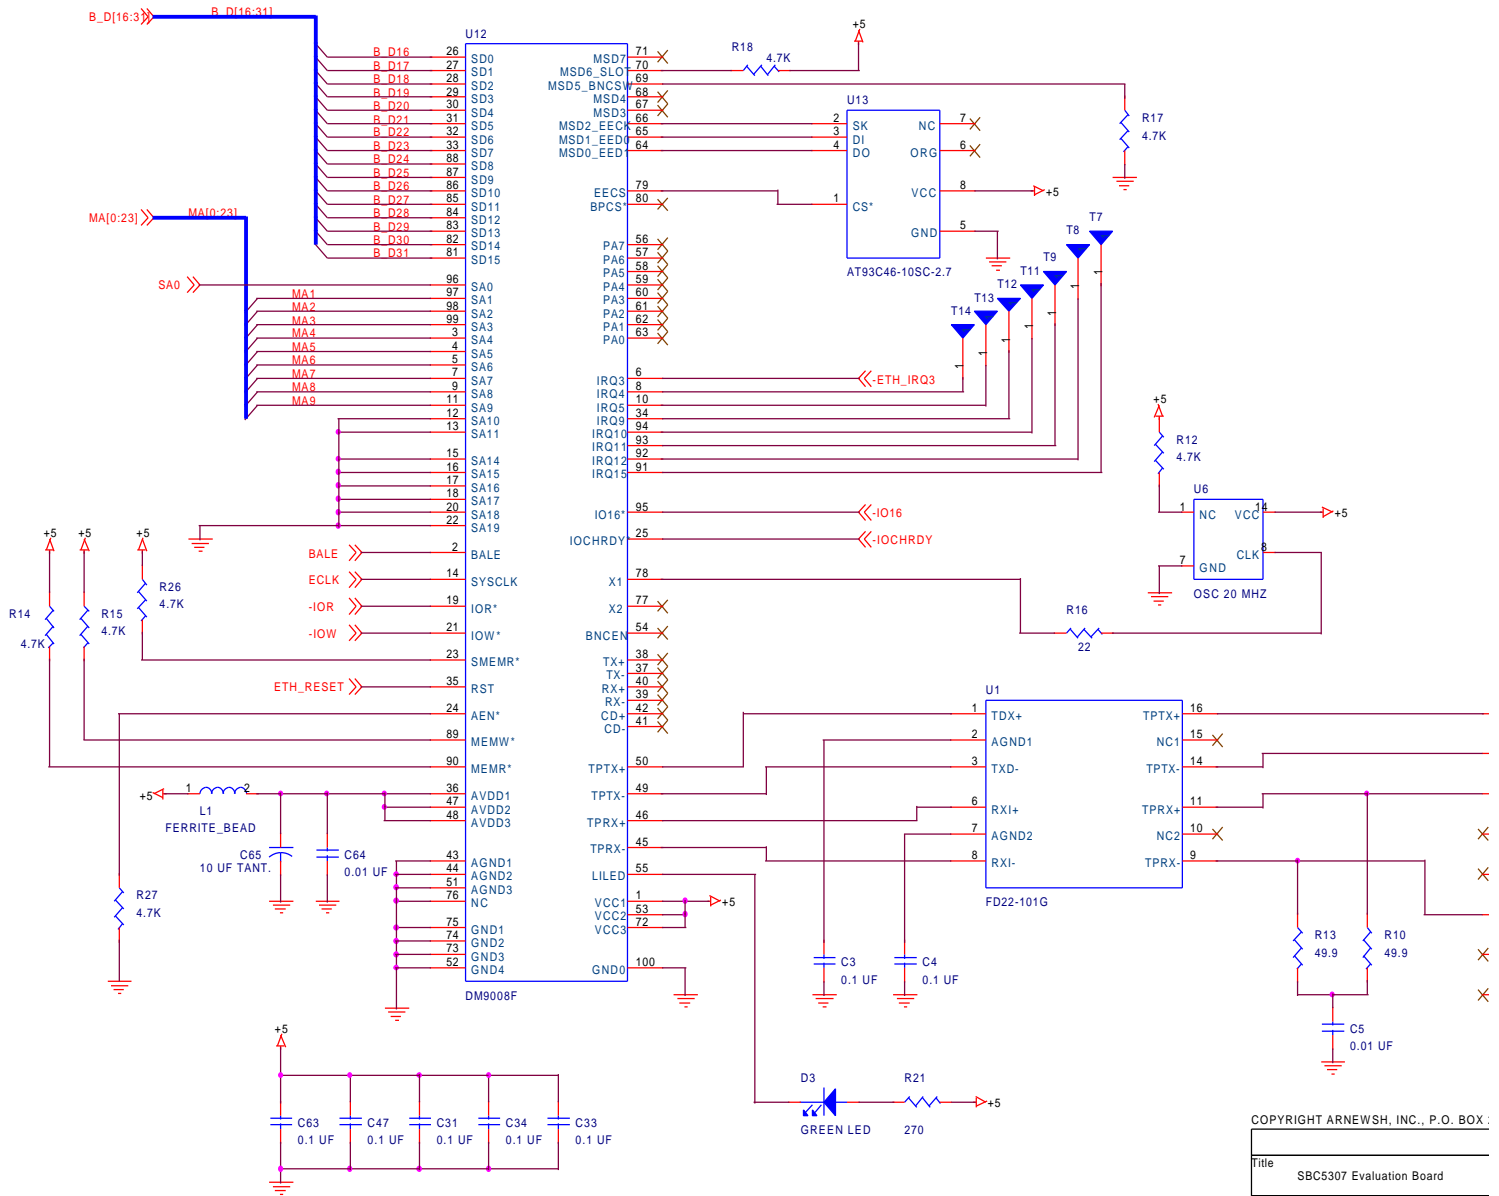 B_D[16:31]
B_D[16:31]
MA[0:23]
MA[0:23]
U12
DM9008F
B_D16 26 SD0
B_D17 27 SD1
B_D18 28 SD2
B_D19 29 SD3
B_D20 30 SD4
B_D21 31 SD5
B_D22 32 SD6
B_D23 33 SD7
B_D24 88 SD8
B_D25 87 SD9
B_D26 86 SD10
B_D27 85 SD11
B_D28 84 SD12
B_D29 83 SD13
B_D30 82 SD14
B_D31 81 SD15
SA0 96 SA0
MA1 97 SA1
MA2 98 SA2
MA3 99 SA3
MA4 3 SA4
MA5 4 SA5
MA6 5 SA6
MA7 7 SA7
MA8 9 SA8
MA9 11 SA9
12 SA10
13 SA11
15 SA14
16 SA15
17 SA16
18 SA17
20 SA18
22 SA19
BALE 2 BALE
ECLK 14 SYSCLK
-IOR 19 IOR*
-IOW 21 IOW*
23 SMEMR*
ETH_RESET 35 RST
24 AEN*
89 MEMW*
90 MEMR*
36 AVDD1
47 AVDD2
48 AVDD3
43 AGND1
44 AGND2
51 AGND3
76 NC
75 GND1
74 GND2
73 GND3
52 GND4
MSD7 71
MSD6_SLOT 70
MSD5_BNCSW 69
MSD4 68
MSD3 67
MSD2_EECK 66
MSD1_EED0 65
MSD0_EED1 64
EECS 79
BPCS* 80
PA7 56
PA6 57
PA5 58
PA4 59
PA3 60
PA2 61
PA1 62
PA0 63
IRQ3 6 -ETH_IRQ3
IRQ4 8
IRQ5 10
IRQ9 34
IRQ10 94
IRQ11 93
IRQ12 92
IRQ15 91
IO16* 95 -IO16
IOCHRDY 25 -IOCHRDY
X1 78
X2 77
BNCEN 54
TX+ 38
TX- 37
RX+ 40
RX- 39
CD+ 42
CD- 41
TPTX+ 50
TPTX- 49
TPRX+ 46
TPRX- 45
LILED 55
VCC1 1
VCC2 53
VCC3 72
+5
GND0 100
R18
4.7K
+5
R17
4.7K
U13
2 SK
3 DI
4 DO
1 CS*
NC 7
ORG 6
VCC 8
+5
GND 5
AT93C46-10SC-2.7
T7
1
T8
1
T9
1
T11
1
T12
1
T13
1
T14
1
+5
R12
4.7K
U6
1 NC
VCC 14
+5
CLK 8
7 GND
OSC 20 MHZ
R16
22
+5
+5
+5
R14
4.7K
R15
4.7K
R26
4.7K
+5
1
2
L1
FERRITE_BEAD
C65
10 UF TANT.
C64
0.01 UF
R27
4.7K
U1
1 TDX+
2 AGND1
3 TXD-
6 RXI+
7 AGND2
8 RXI-
TPTX+ 16
NC1 15
TPTX- 14
TPRX+ 11
NC2 10
TPRX- 9
FD22-101G
C3
0.1 UF
C4
0.1 UF
R13
49.9
R10
49.9
C5
0.01 UF
+5
C63
0.1 UF
C47
0.1 UF
C31
0.1 UF
C34
0.1 UF
C33
0.1 UF
D3
GREEN LED
R21
270
+5
COPYRIGHT ARNEWSH, INC., P.O. BOX
Title
SBC5307 Evaluation Board